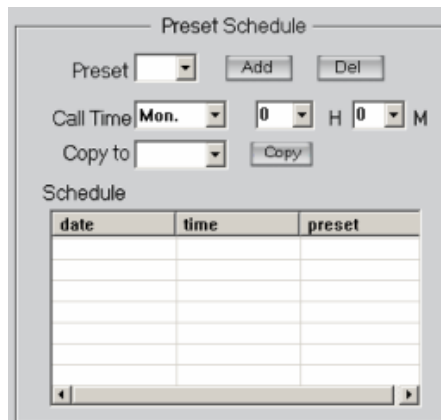 Preset Schedule
Preset Add Del
Call Time Mon. 0 H 0 M
Copy to Copy
Schedule
date time preset